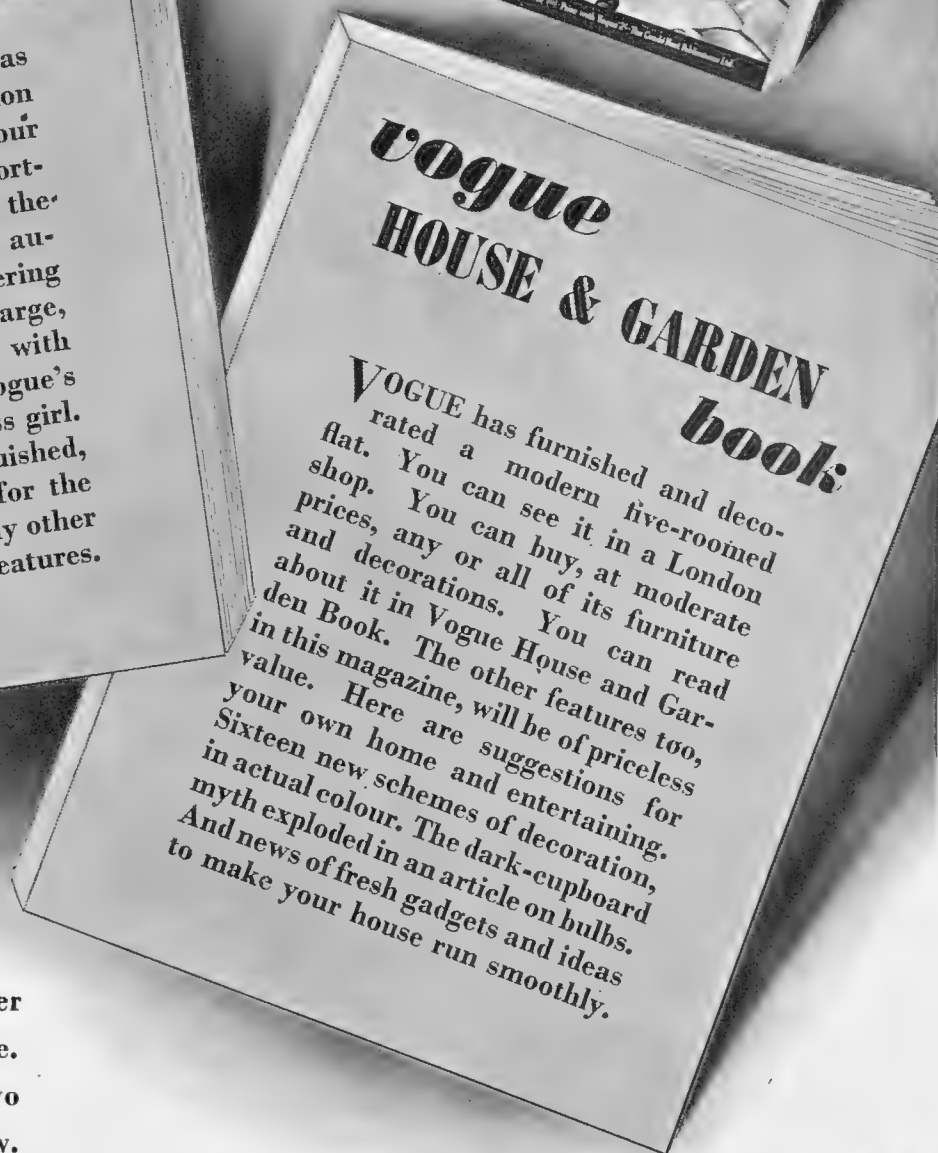 as
on
our
ort-
the-
au-
ering
arge,
with
ogue's
ss girl.
uished,
for the
y other
eatures.
vogue
HOUSE & GARDEN
book
VOGUE has furnished and deco-
rated a modern five-roomed
flat. You can see it in a London
shop. You can buy, at moderate
prices, any or all of its furniture
and decorations. You can read
about it in Vogue House and Gar-
den Book. The other features too,
in this magazine, will be of priceless
value. Here are suggestions for
your own home and entertaining.
Sixteen new schemes of decoration,
in actual colour. The dark-cupboard
myth exploded in an article on bulbs.
And news of fresh gadgets and ideas
to make your house run smoothly.
er
e.
vo
w.